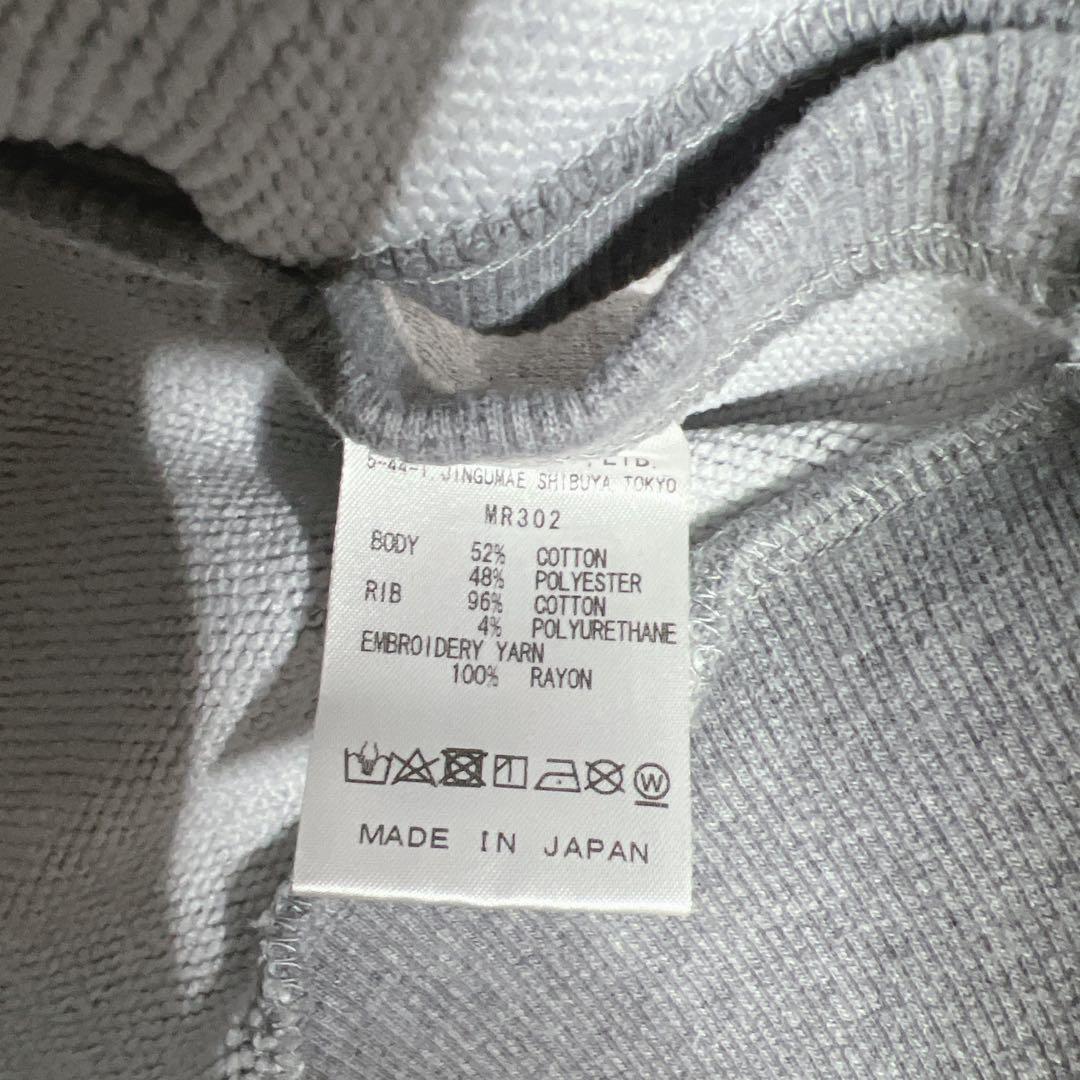 , LTD.
5-44-1 JINGUMAE SHIBUYA TOKYO
MR302
BODY 52% COTTON
48% POLYESTER
RIB 96% COTTON
4% POLYURETHANE
EMBROIDERY YARN
100% RAYON
W
MADE IN JAPAN